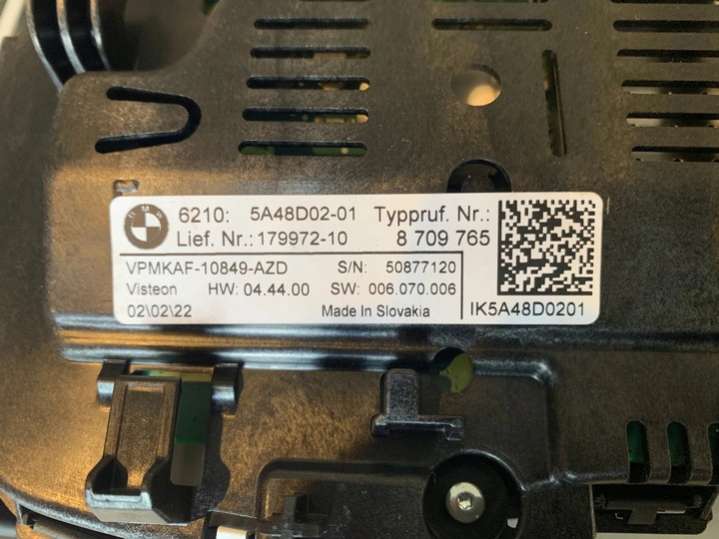 6210: 5A48D02-01 Typpruf. Nr.:
Lief. Nr.: 179972-10 8 709 765
VPMKAF-10849-AZD S/N: 50877120
Visteon HW: 04.44.00 SW: 006.070.006
02\02\22 Made In Slovakia IK5A48D0201